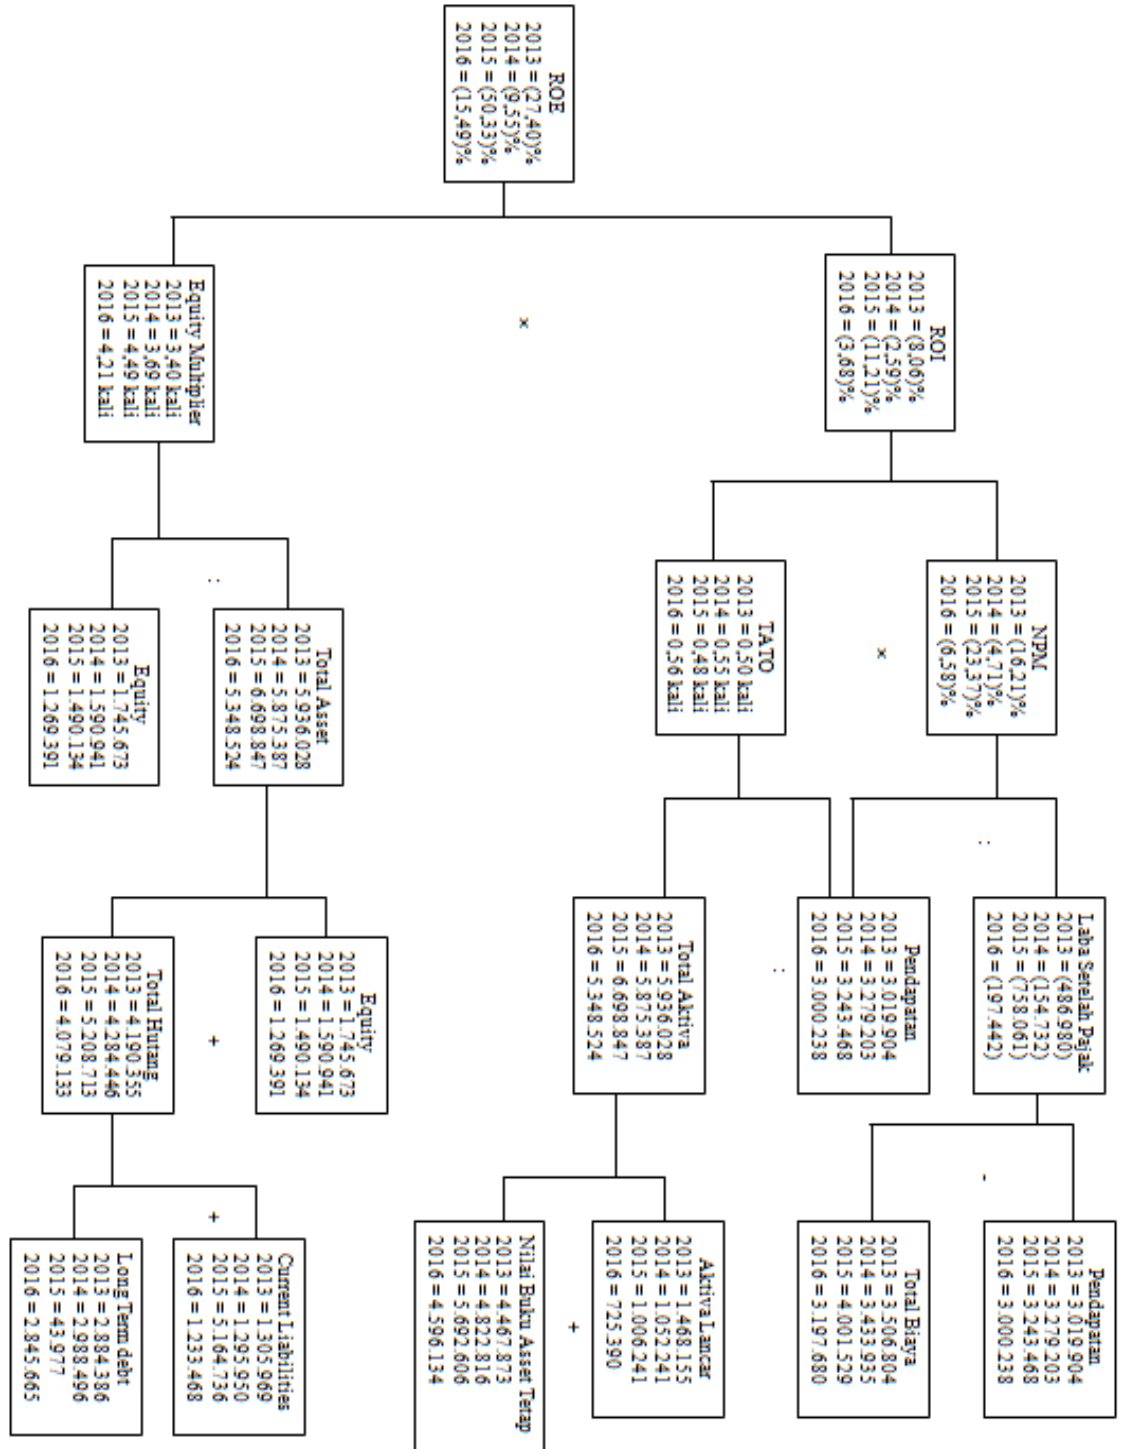 ROE
2013 = (27,40)%
2014 = (9,55)%
2015 = (50,33)%
2016 = (15,49)%
ROI
2013 = (8,06)%
2014 = (2,59)%
2015 = (11,21)%
2016 = (3,68)%
×
Equity Multiplier
2013 = 3,40 kali
2014 = 3,69 kali
2015 = 4,49 kali
2016 = 4,21 kali
NPM
2013 = (16,21)%
2014 = (4,71)%
2015 = (23,37)%
2016 = (6,58)%
×
TATO
2013 = 0,50 kali
2014 = 0,55 kali
2015 = 0,48 kali
2016 = 0,56 kali
Total Asset
2013 = 5.936.028
2014 = 5.875.387
2015 = 6.698.847
2016 = 5.348.524
:
Equity
2013 = 1.745.673
2014 = 1.590.941
2015 = 1.490.134
2016 = 1.269.391
Laba Setelah Pajak
2013 = (486.980)
2014 = (154.732)
2015 = (758.061)
2016 = (197.442)
:
Pendapatan
2013 = 3.019.904
2014 = 3.279.203
2015 = 3.243.468
2016 = 3.000.238
:
Total Aktiva
2013 = 5.936.028
2014 = 5.875.387
2015 = 6.698.847
2016 = 5.348.524
Equity
2013 = 1.745.673
2014 = 1.590.941
2015 = 1.490.134
2016 = 1.269.391
+
Total Hutang
2013 = 4.190.355
2014 = 4.284.446
2015 = 5.208.713
2016 = 4.079.133
Pendapatan
2013 = 3.019.904
2014 = 3.279.203
2015 = 3.243.468
2016 = 3.000.238
-
Total Biaya
2013 = 3.506.804
2014 = 3.433.935
2015 = 4.001.529
2016 = 3.197.680
Aktiva Lancar
2013 = 1.468.155
2014 = 1.052.241
2015 = 1.006.241
2016 = 725.390
+
Nilai Buku Asset Tetap
2013 = 4.467.873
2014 = 4.822.816
2015 = 5.692.606
2016 = 4.596.134
Current Liabilities
2013 = 1.305.969
2014 = 1.295.950
2015 = 5.164.736
2016 = 1.233.468
+
Long Term debt
2013 = 2.884.386
2014 = 2.988.496
2015 = 43.977
2016 = 2.845.665